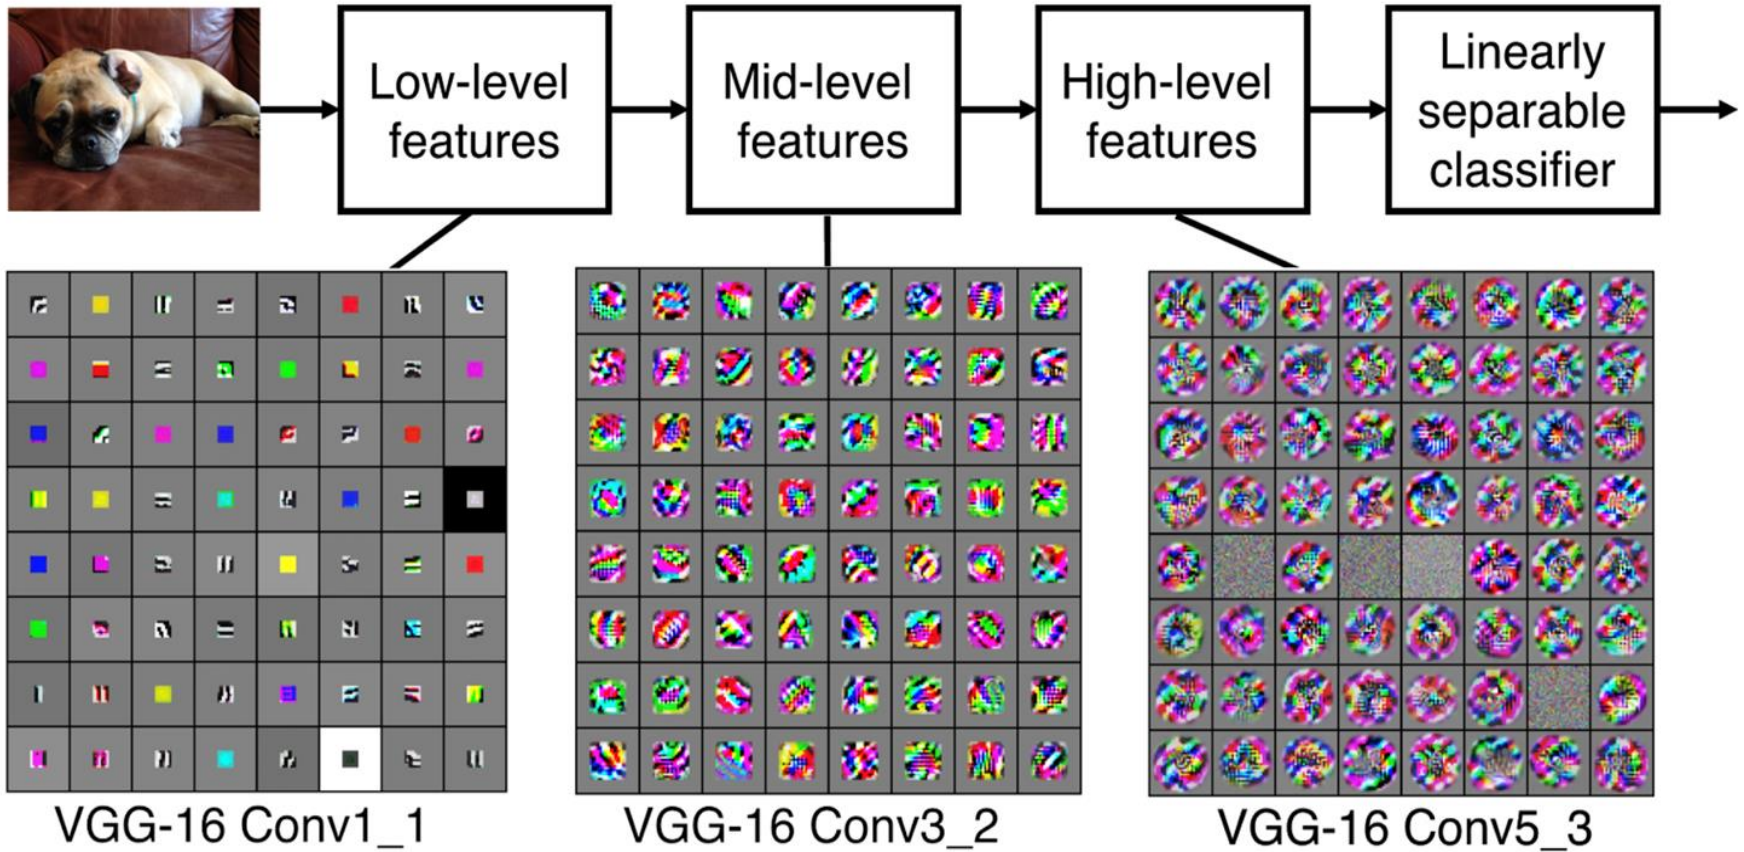 Low-level
features
Mid-level
features
High-level
features
Linearly
separable
classifier
VGG-16 Conv1_1
VGG-16 Conv3_2
VGG-16 Conv5_3